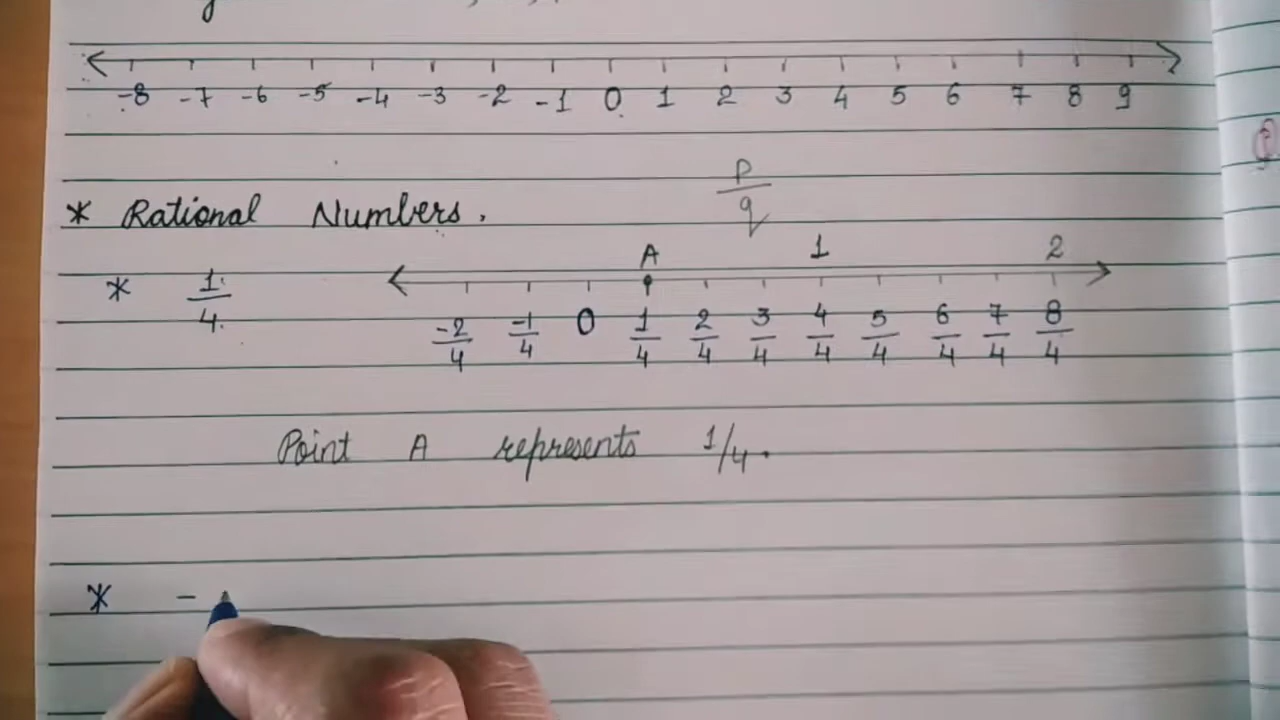 -8 -7 -6 -5 -4 -3 -2 -1 0 1 2 3 4 5 6 7 8 9
p/q
* Rational Numbers.
A 1 2
* 1/4
-2/4 -1/4 0 1/4 2/4 3/4 4/4 5/4 6/4 7/4 8/4
Point A represents 1/4.
* -